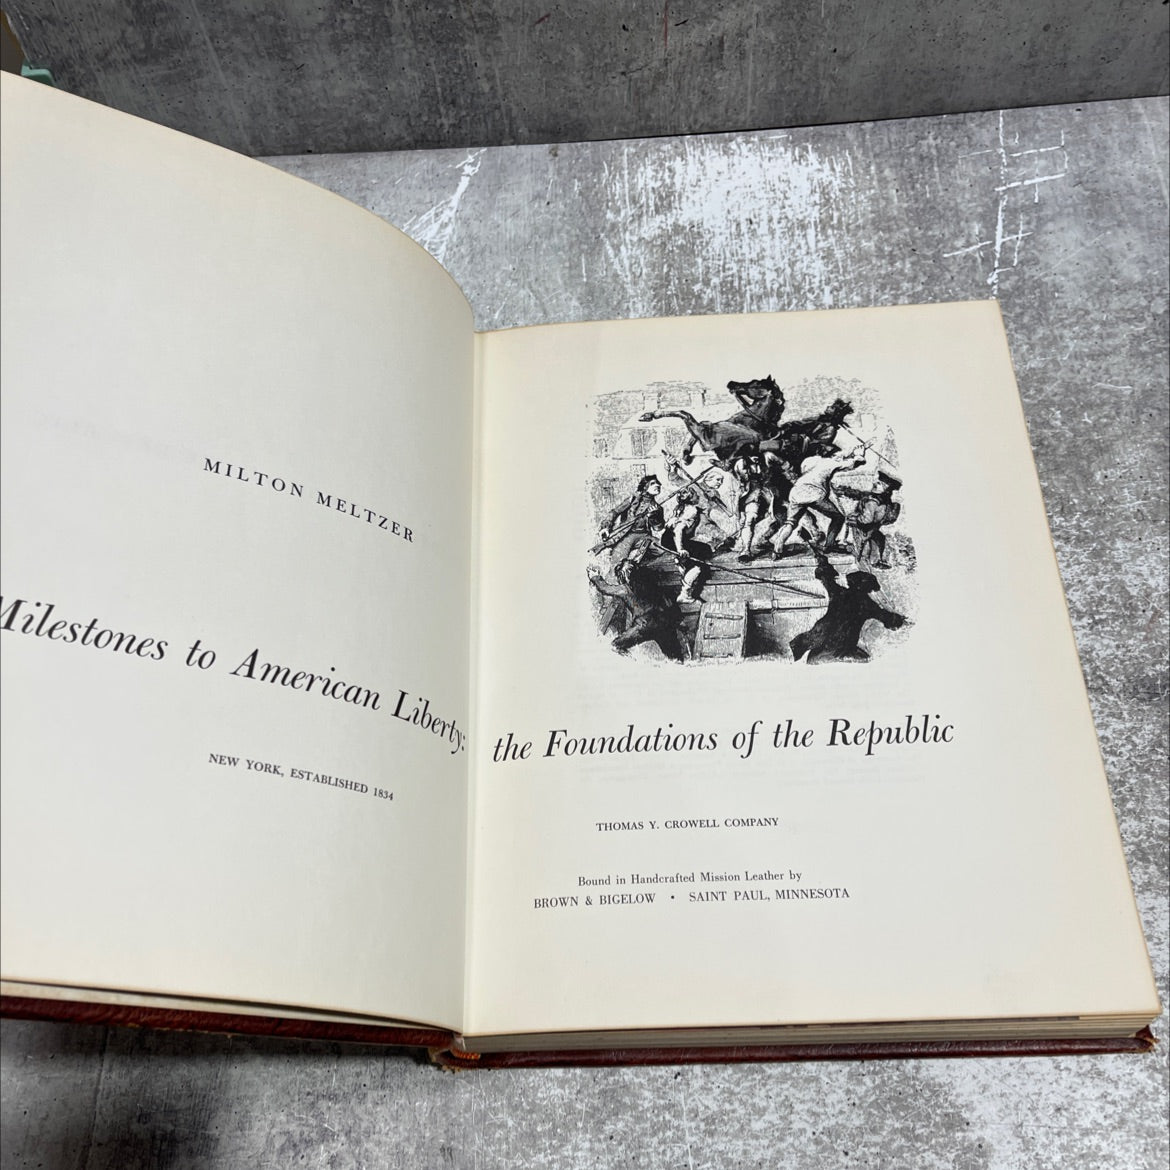 MILTON MELTZER
Milestones to American Liberty:
NEW YORK, ESTABLISHED 1834
the Foundations of the Republic
THOMAS Y. CROWELL COMPANY
Bound in Handcrafted Mission Leather by
BROWN & BIGELOW • SAINT PAUL, MINNESOTA